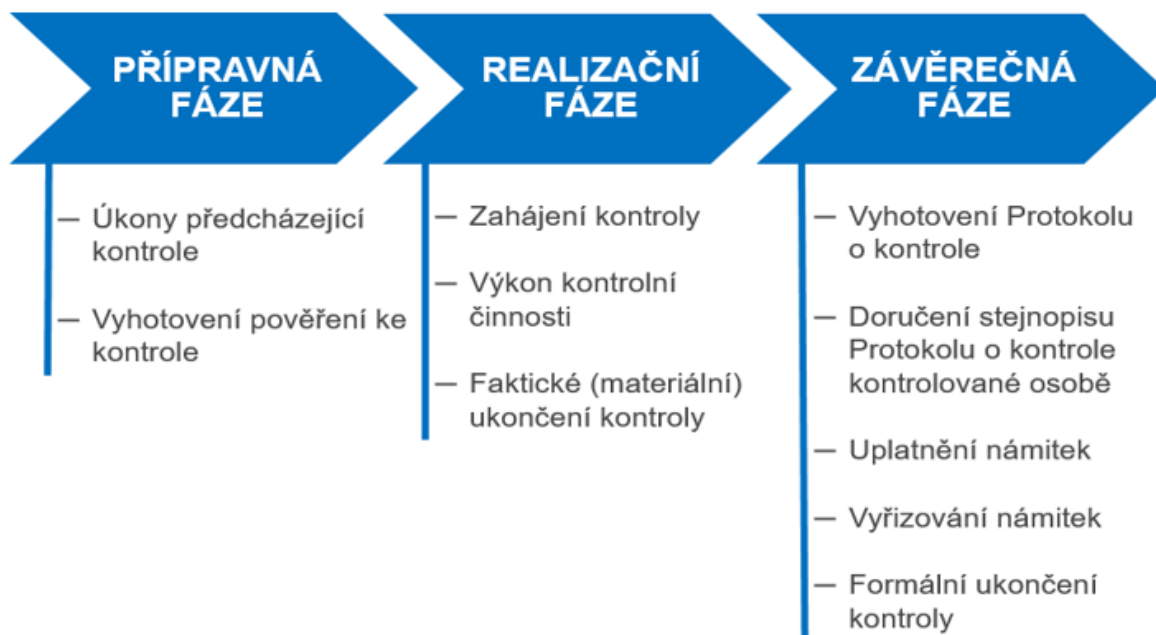 PŘÍPRAVNÁ
FÁZE
— Úkony předcházející
kontrole
— Vyhotovení pověření ke
kontrole
REALIZAČNÍ
FÁZE
— Zahájení kontroly
— Výkon kontrolní
činnosti
— Faktické (materiální)
ukončení kontroly
ZÁVĚREČNÁ
FÁZE
— Vyhotovení Protokolu
o kontrole
— Doručení stejnopisu
Protokolu o kontrole
kontrolované osobě
— Uplatnění námitek
— Vyřizování námitek
— Formální ukončení
kontroly